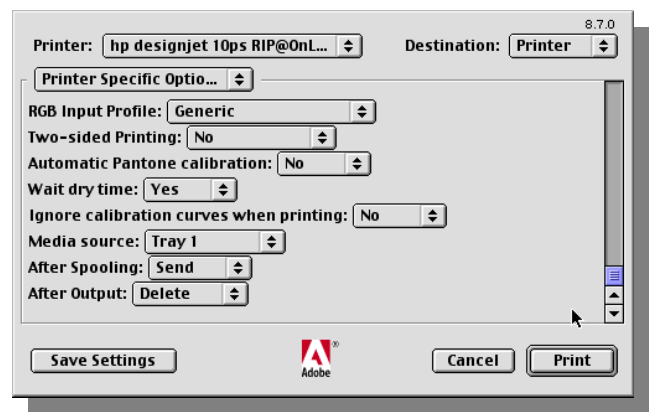 8.7.0
Printer: hp designjet 10ps RIP@OnL... Destination: Printer
Printer Specific Optio...
RGB Input Profile: Generic
Two-sided Printing: No
Automatic Pantone calibration: No
Wait dry time: Yes
Ignore calibration curves when printing: No
Media source: Tray 1
After Spooling: Send
After Output: Delete
Save Settings Adobe® Cancel Print